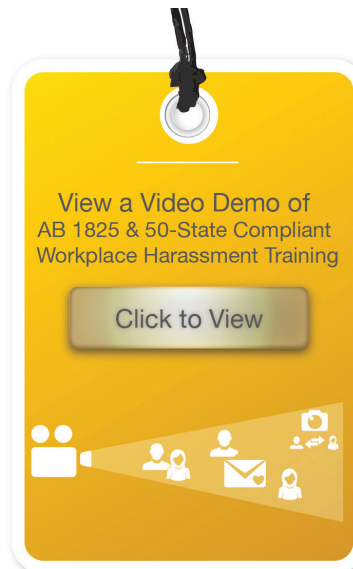 View a Video Demo of
AB 1825 & 50-State Compliant
Workplace Harassment Training
Click to View